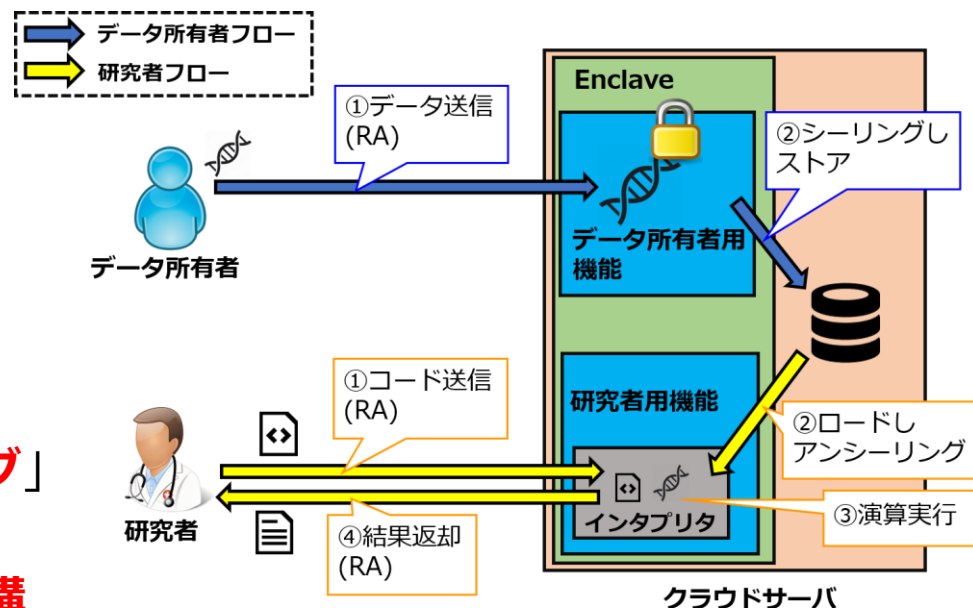 データ所有者フロー
研究者フロー
Enclave
①データ送信
(RA)
②シーリングし
ストア
データ所有者
データ所有者用
機能
①コード送信
(RA)
研究者用機能
②ロードし
アンシーリング
ブ」
インタプリタ
③演算実行
研究者
④結果返却
(RA)
構
クラウドサーバ